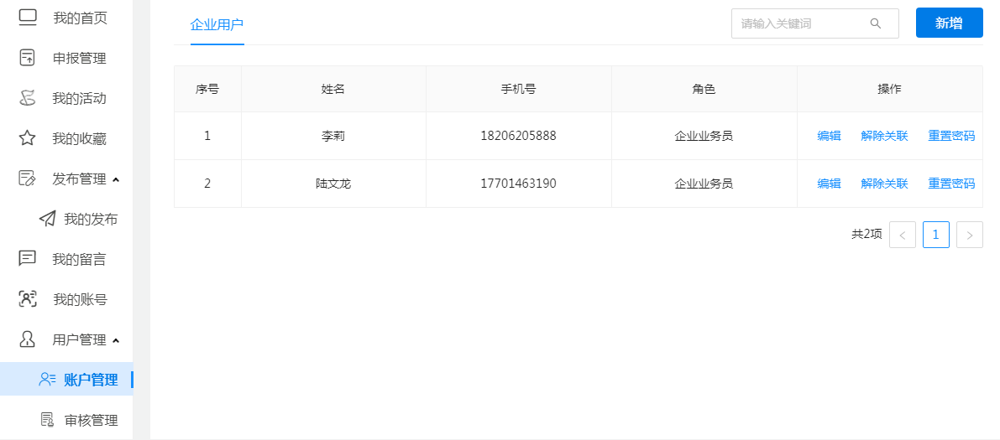 我的首页
申报管理
我的活动
我的收藏
发布管理
我的发布
我的留言
我的账号
用户管理
账户管理
审核管理
企业用户
请输入关键词
新增
序号 姓名 手机号 角色 操作
1 李莉 18206205888 企业业务员 编辑 解除关联 重置密码
2 陆文龙 17701463190 企业业务员 编辑 解除关联 重置密码
共2项 < 1 >